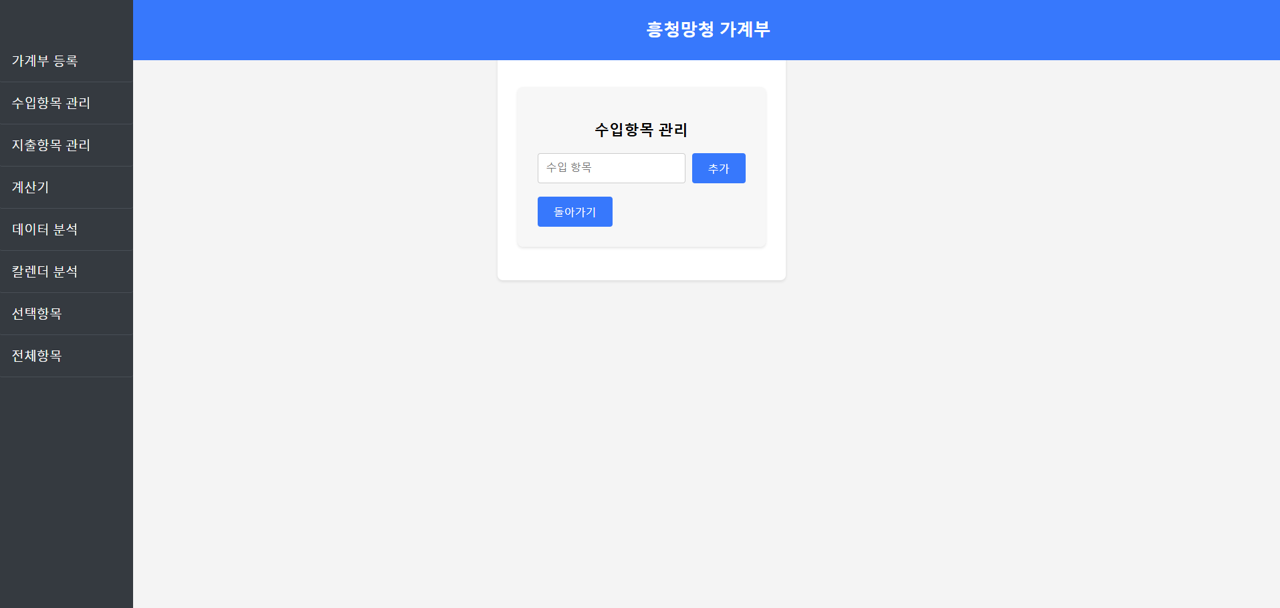 흥청망청 가계부
가계부 등록
수입항목 관리
지출항목 관리
계산기
데이터 분석
칼렌더 분석
선택항목
전체항목
수입항목 관리
수입 항목
추가
돌아가기